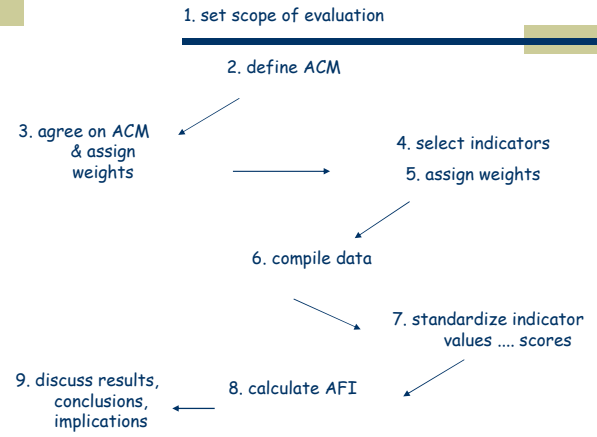 1. set scope of evaluation
2. define ACM
3. agree on ACM
& assign
weights
4. select indicators
5. assign weights
6. compile data
7. standardize indicator
values .... scores
8. calculate AFI
9. discuss results,
conclusions,
implications